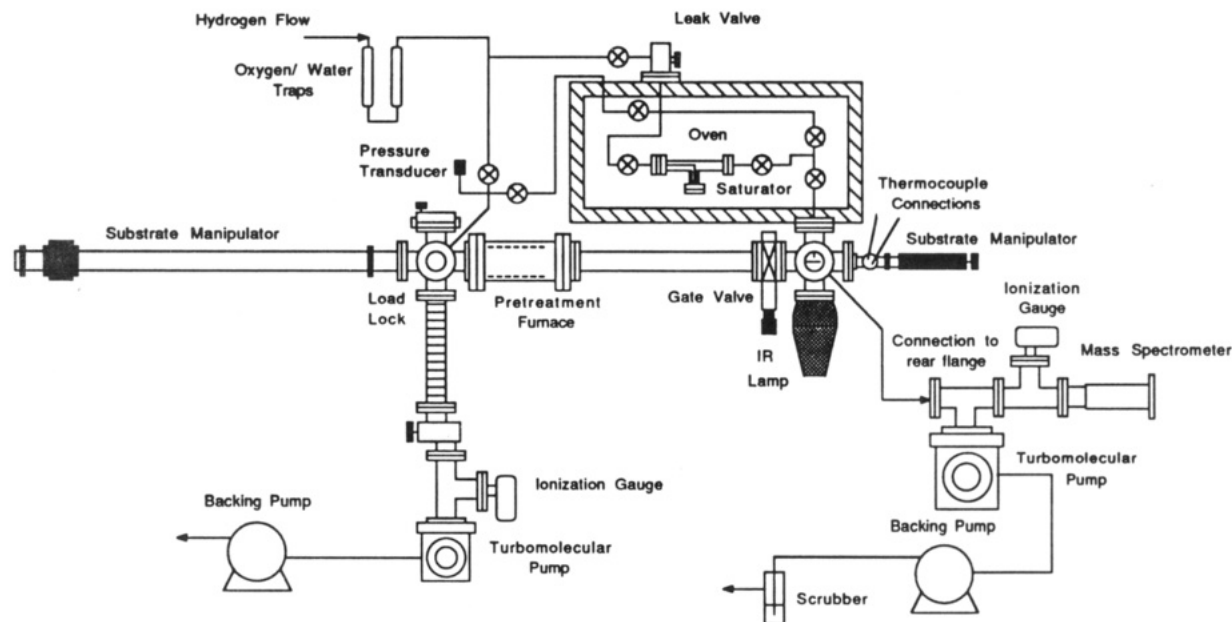 Hydrogen Flow
Leak Valve
Oxygen/ Water
Traps
Oven
Pressure
Transducer
Saturator
Thermocouple
Connections
Substrate Manipulator
Substrate Manipulator
Load
Lock
Pretreatment
Furnace
Gate Valve
IR
Lamp
Ionization
Gauge
Connection to
rear flange
Mass Spectrometer
Turbomolecular
Pump
Ionization Gauge
Backing Pump
Backing Pump
Turbomolecular
Pump
Scrubber